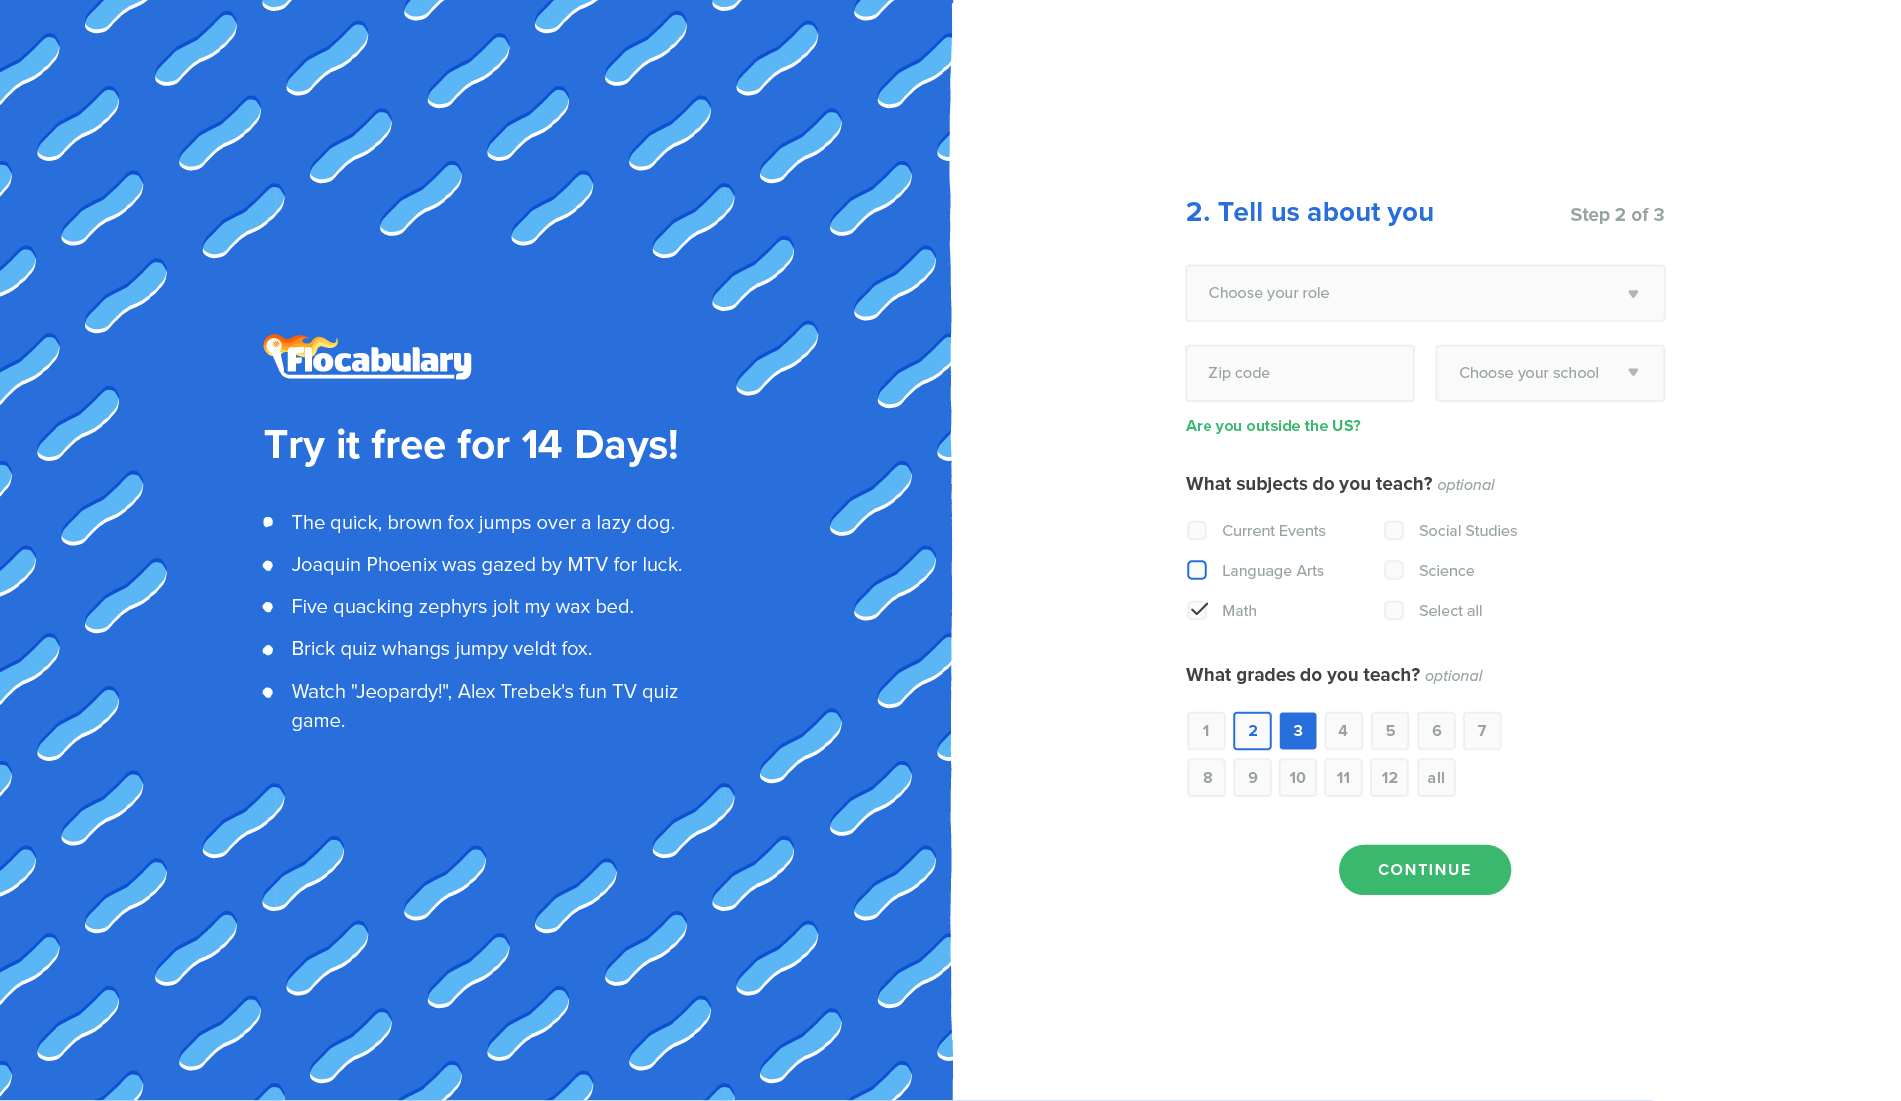 Flocabulary
Try it free for 14 Days!
The quick, brown fox jumps over a lazy dog.
Joaquin Phoenix was gazed by MTV for luck.
Five quacking zephyrs jolt my wax bed.
Brick quiz whangs jumpy veldt fox.
Watch "Jeopardy!", Alex Trebek's fun TV quiz
game.
2. Tell us about you
Step 2 of 3
Choose your role
Zip code
Choose your school
Are you outside the US?
What subjects do you teach? optional
Current Events
Social Studies
Language Arts
Science
Math
Select all
What grades do you teach? optional
1 2 3 4 5 6 7
8 9 10 11 12 all
CONTINUE